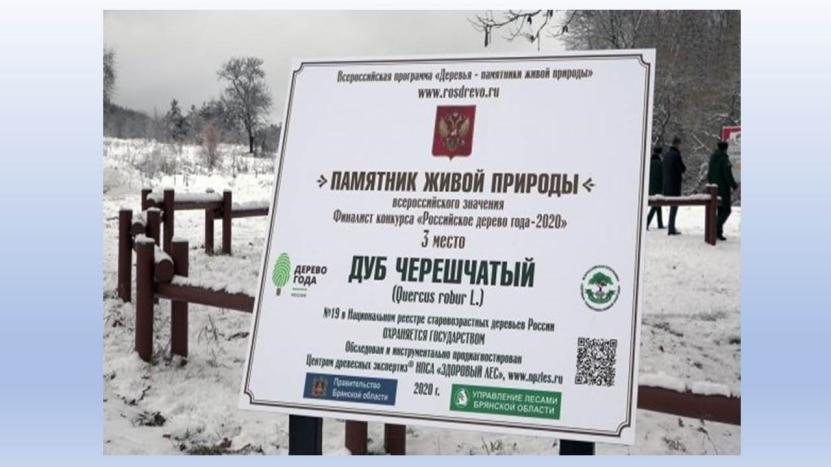 Всероссийская программа «Деревья - памятники живой природы»
www.rosdrevo.ru
ПАМЯТНИК ЖИВОЙ ПРИРОДЫ
всероссийского значения
Финалист конкурса «Российское дерево года-2020»
3 место
ДУБ ЧЕРЕШЧАТЫЙ
(Quercus robur L.)
ДЕРЕВО
ГОДА
РОССИЯ
№19 в Национальном реестре старовозрастных деревьев России
ОХРАНЯЕТСЯ ГОСУДАРСТВОМ
Обследован и инструментально продиагностирован
Центром древесных экспертиз® НПСА «ЗДОРОВЫЙ ЛЕС», www.npzles.ru
Правительство
Брянской области
2020 г.
УПРАВЛЕНИЕ ЛЕСАМИ
БРЯНСКОЙ ОБЛАСТИ